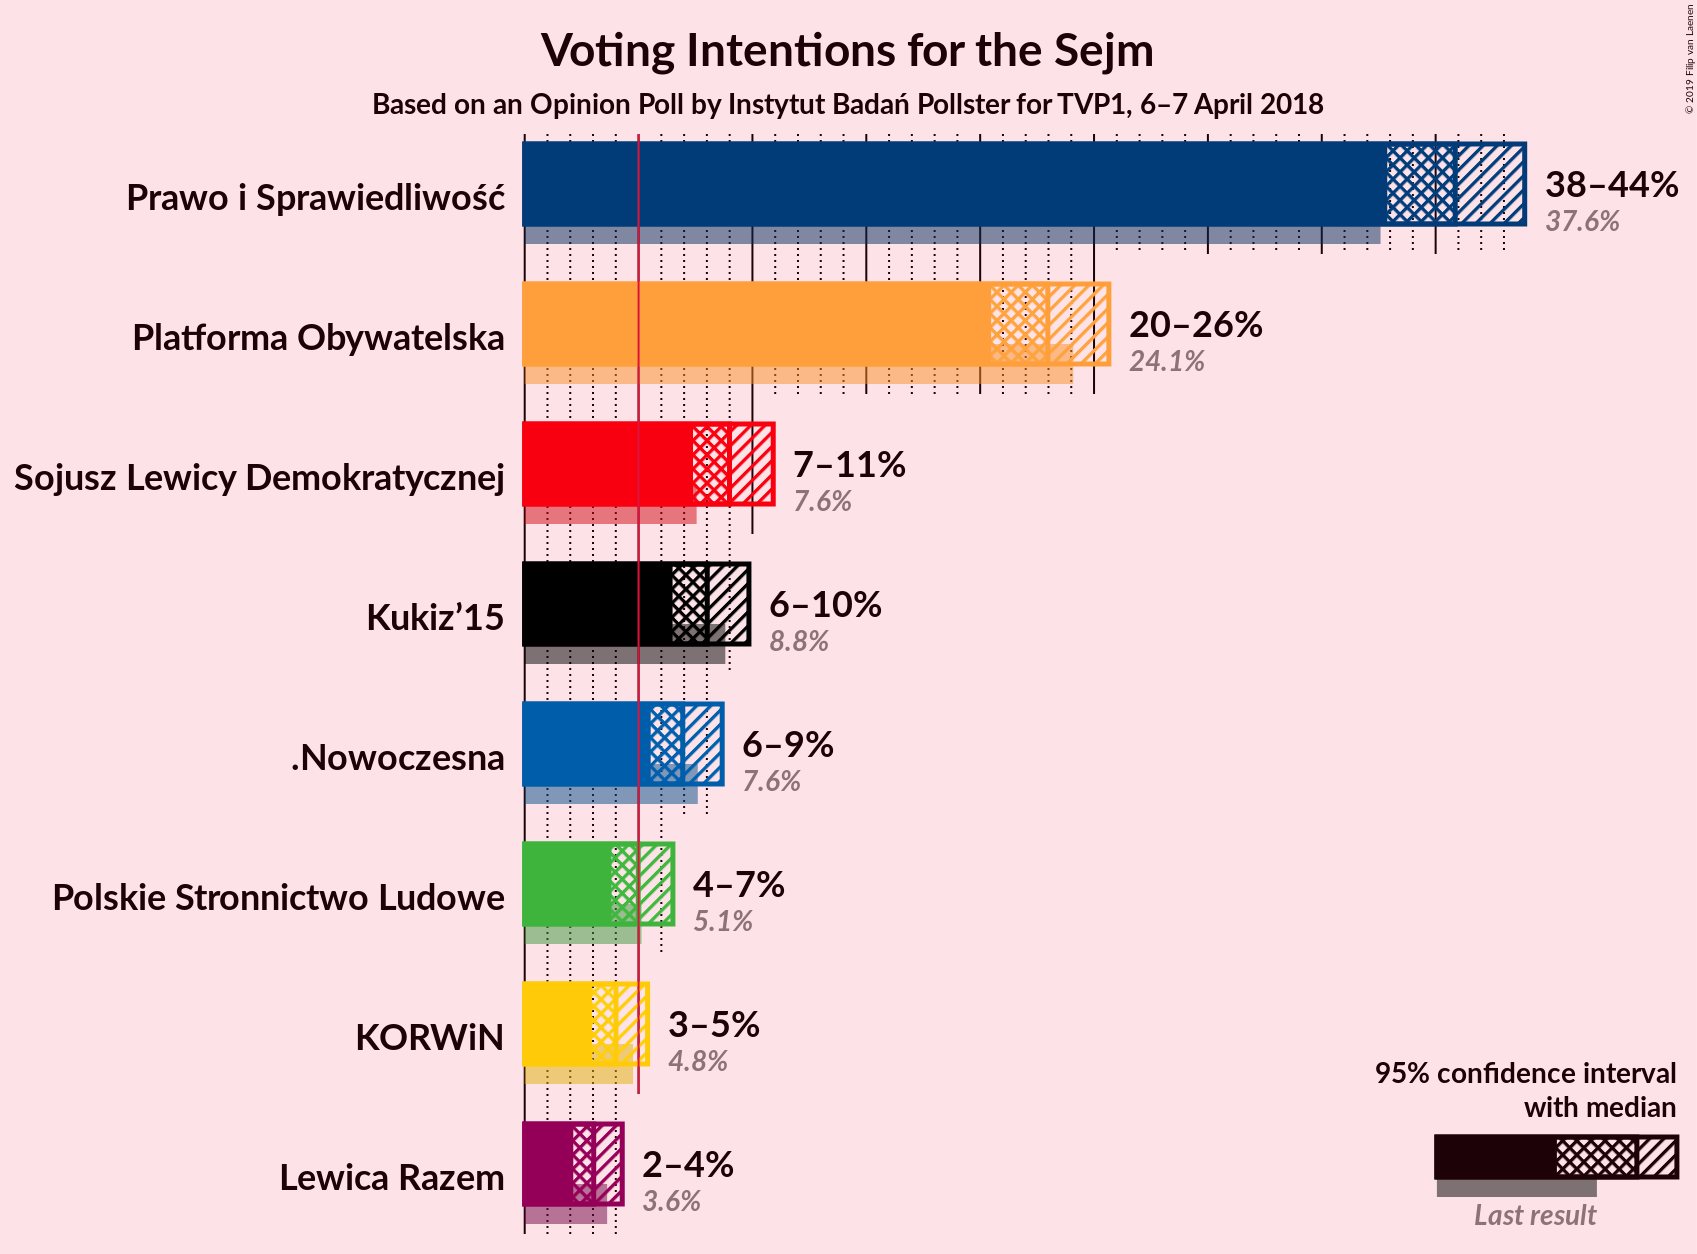 Voting Intentions for the Sejm
Based on an Opinion Poll by Instytut Badań Pollster for TVP1, 6–7 April 2018
© 2019 Filip van Laenen
Prawo i Sprawiedliwość
38–44%
37.6%
Platforma Obywatelska
20–26%
24.1%
Sojusz Lewicy Demokratycznej
7–11%
7.6%
Kukiz’15
6–10%
8.8%
.Nowoczesna
6–9%
7.6%
Polskie Stronnictwo Ludowe
4–7%
5.1%
KORWiN
3–5%
4.8%
Lewica Razem
2–4%
3.6%
95% confidence interval
with median
Last result